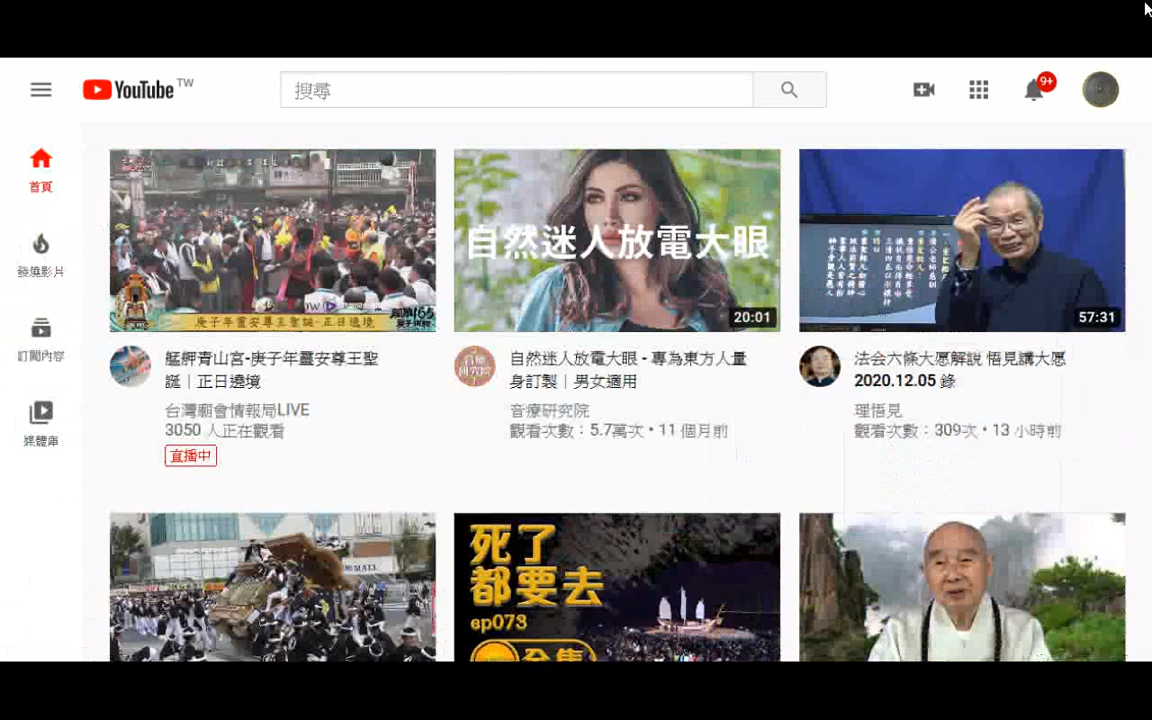 YouTube TW
搜尋
9+
首頁
發燒影片
訂閱內容
媒體庫
庚子年靈安尊王聖誕-正日遶境
艋舺青山宮-庚子年靈安尊王聖
誕｜正日遶境
台灣廟會情報局LIVE
3050 人正在觀看
直播中
自然迷人放電大眼
20:01
自然迷人放電大眼 - 專為東方人量
身訂製｜男女適用
音療研究院
觀看次數：5.7萬次 • 11 個月前
57:31
法会六條大愿解說 悟見講大愿
2020.12.05 錄
理悟見
觀看次數：309次 • 13 小時前
死了
都要去
ep073
全集